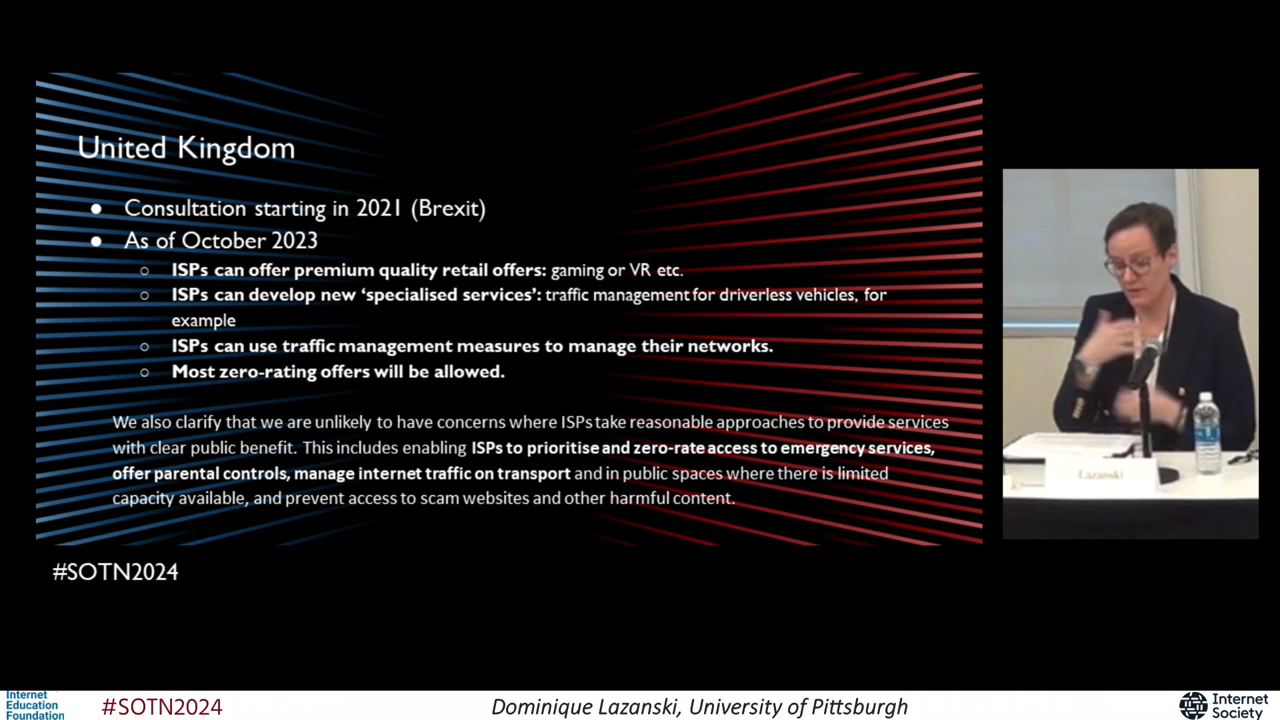 United Kingdom
● Consultation starting in 2021 (Brexit)
● As of October 2023
○ ISPs can offer premium quality retail offers: gaming or VR etc.
○ ISPs can develop new ‘specialised services’: traffic management for driverless vehicles, for
example
○ ISPs can use traffic management measures to manage their networks.
○ Most zero-rating offers will be allowed.
We also clarify that we are unlikely to have concerns where ISPs take reasonable approaches to provide services
with clear public benefit. This includes enabling ISPs to prioritise and zero-rate access to emergency services,
offer parental controls, manage internet traffic on transport and in public spaces where there is limited
capacity available, and prevent access to scam websites and other harmful content.
Lazanski
#SOTN2024
Internet
Education
Foundation
#SOTN2024
Dominique Lazanski, University of Pittsburgh
Internet
Society